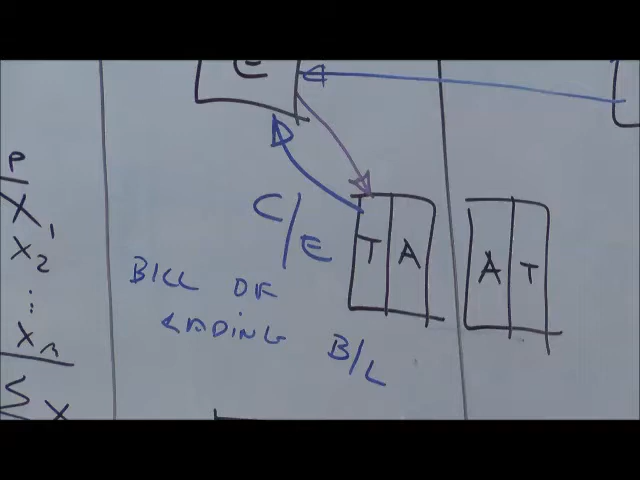 E
P
X1
X2
⋮
Xn
S X
C/E
T A
A T
BILL OF
LADING
B/L